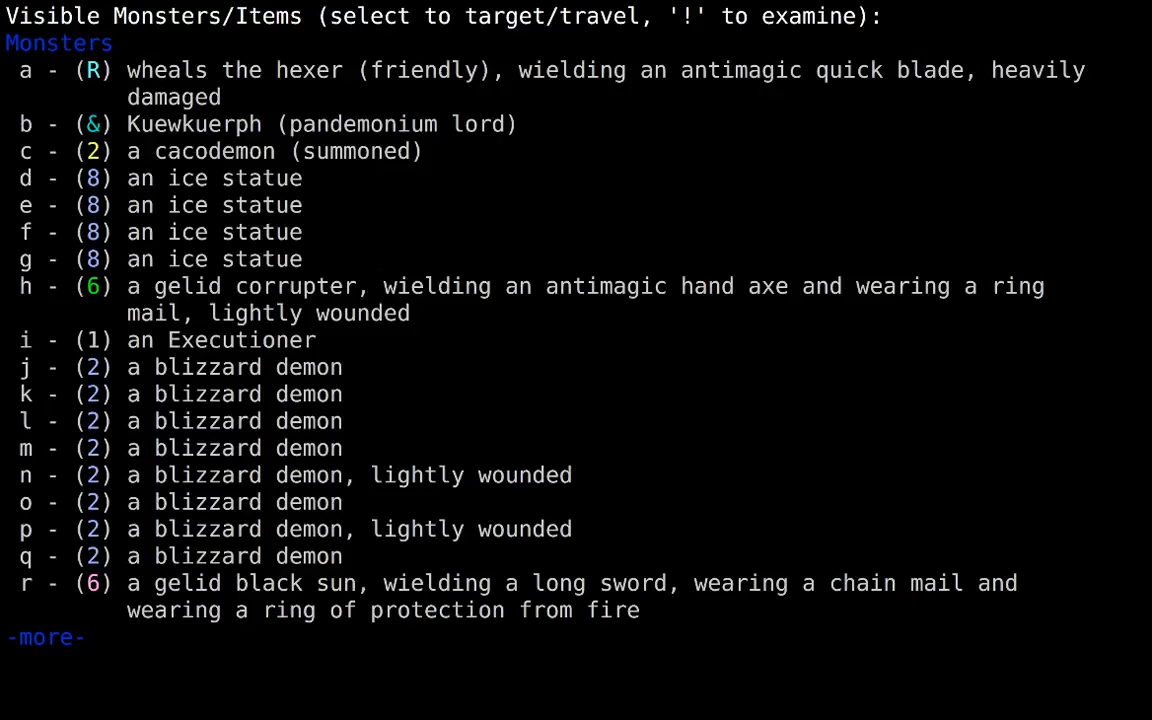 Visible Monsters/Items (select to target/travel, '!' to examine):
Monsters
a - (R) wheals the hexer (friendly), wielding an antimagic quick blade, heavily
damaged
b - (&) Kuewkuerph (pandemonium lord)
c - (2) a cacodemon (summoned)
d - (8) an ice statue
e - (8) an ice statue
f - (8) an ice statue
g - (8) an ice statue
h - (6) a gelid corrupter, wielding an antimagic hand axe and wearing a ring
mail, lightly wounded
i - (1) an Executioner
j - (2) a blizzard demon
k - (2) a blizzard demon
l - (2) a blizzard demon
m - (2) a blizzard demon
n - (2) a blizzard demon, lightly wounded
o - (2) a blizzard demon
p - (2) a blizzard demon, lightly wounded
q - (2) a blizzard demon
r - (6) a gelid black sun, wielding a long sword, wearing a chain mail and
wearing a ring of protection from fire
-more-